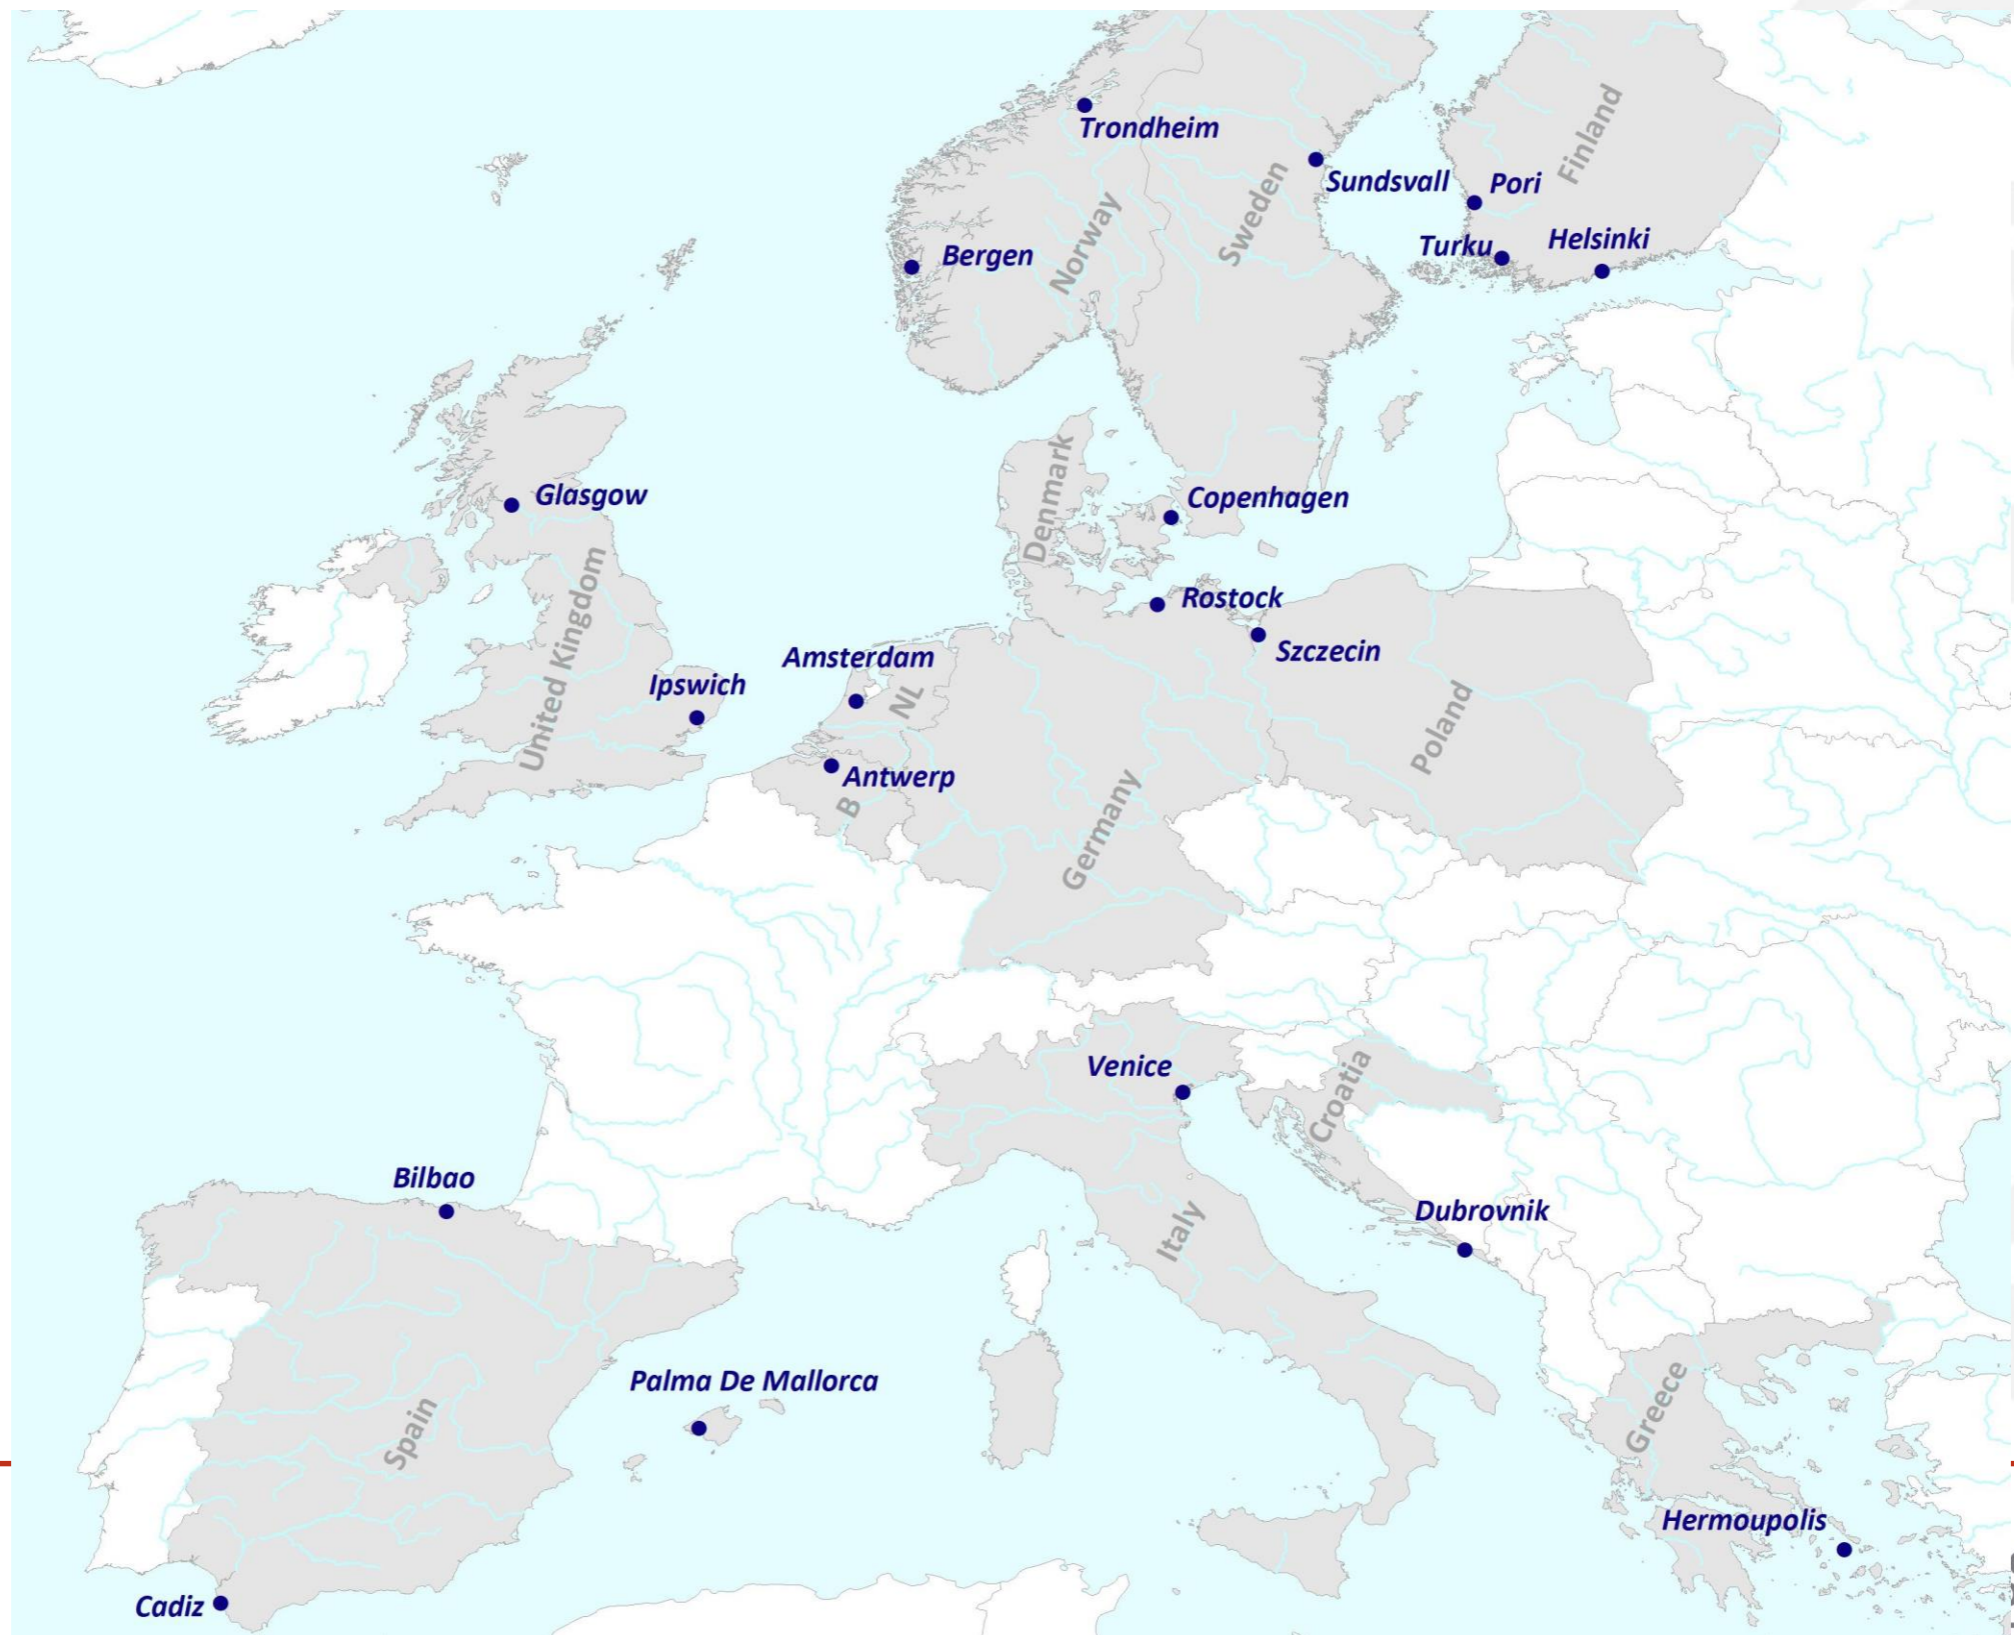 Trondheim
Finland
Sundsvall
Pori
Sweden
Norway
Turku
Helsinki
Bergen
Denmark
Glasgow
Copenhagen
United Kingdom
Rostock
Szczecin
Amsterdam
Ipswich
NL
Poland
Antwerp
B
Germany
Venice
Croatia
Bilbao
Dubrovnik
Italy
Palma De Mallorca
Spain
Greece
Hermoupolis
Cadiz